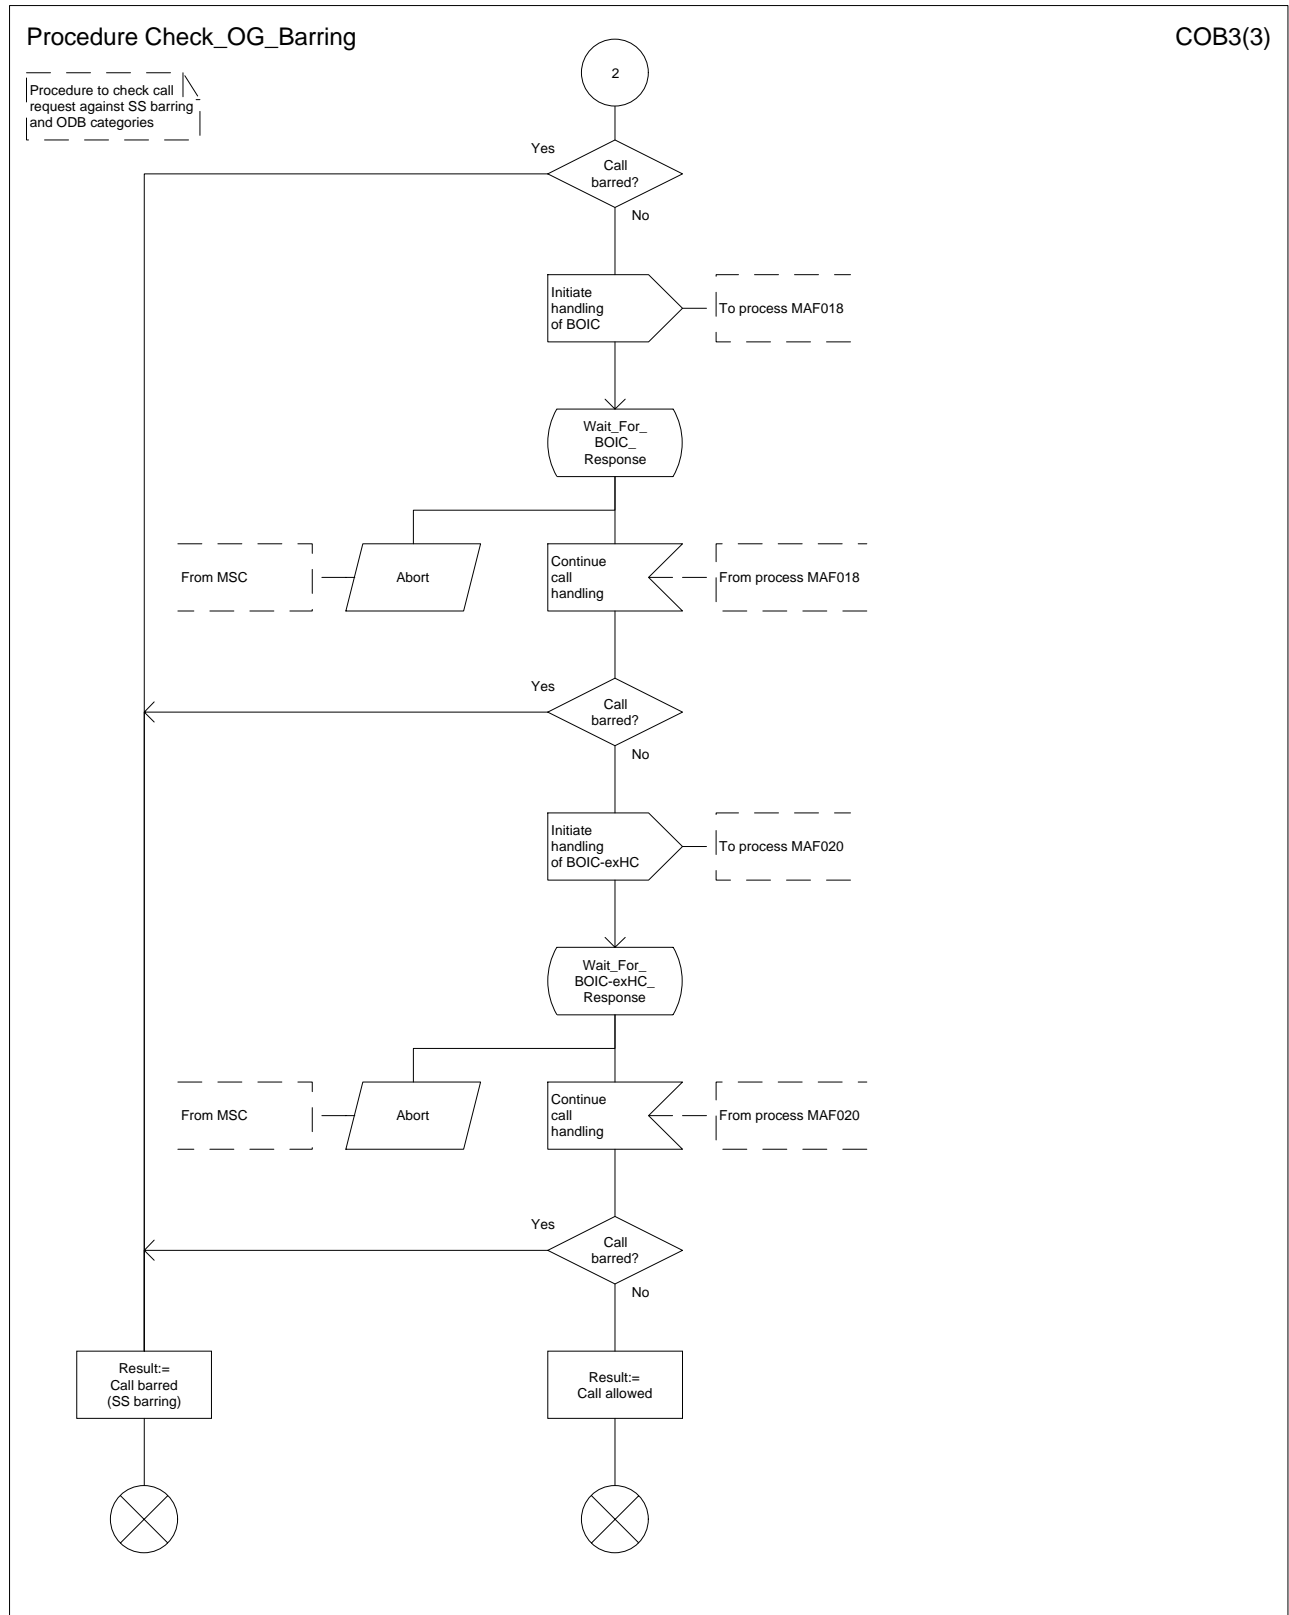 Procedure Check_OG_Barring
COB3(3)
Procedure to check call
request against SS barring
and ODB categories
2
Yes
Call
barred?
No
Initiate
handling
of BOIC
To process MAF018
Wait_For_
BOIC_
Response
From MSC
Abort
Continue
call
handling
From process MAF018
Yes
Call
barred?
No
Initiate
handling
of BOIC-exHC
To process MAF020
Wait_For_
BOIC-exHC_
Response
From MSC
Abort
Continue
call
handling
From process MAF020
Yes
Call
barred?
No
Result:=
Call barred
(SS barring)
Result:=
Call allowed